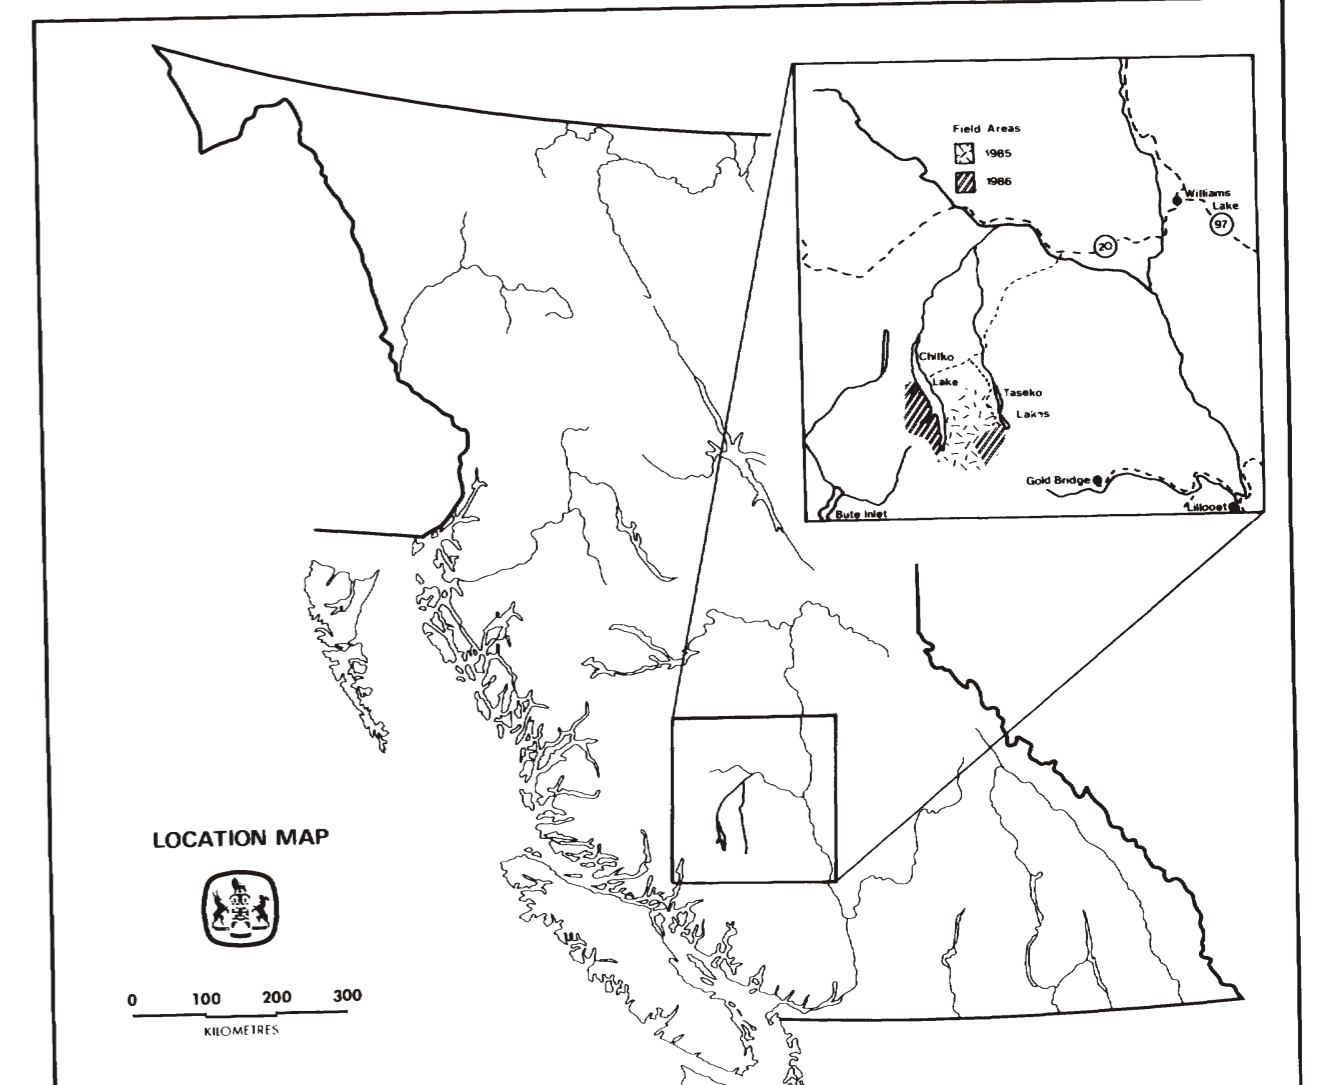 Field Areas
1985
1986
Williams
Lake
97
20
Chilko
Lake
Taseko
Lakes
Gold Bridge
Lillooet
Bute Inlet
LOCATION MAP
0 100 200 300
KILOMETRES